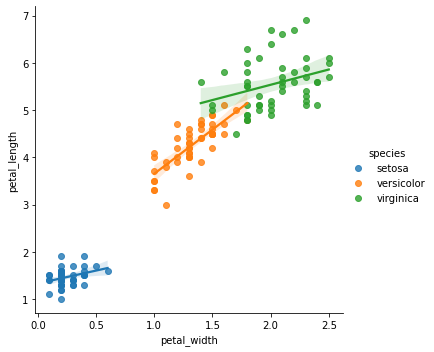 7
6
5
4
3
2
1
petal_length
0.0 0.5 1.0 1.5 2.0 2.5
petal_width
species
setosa
versicolor
virginica